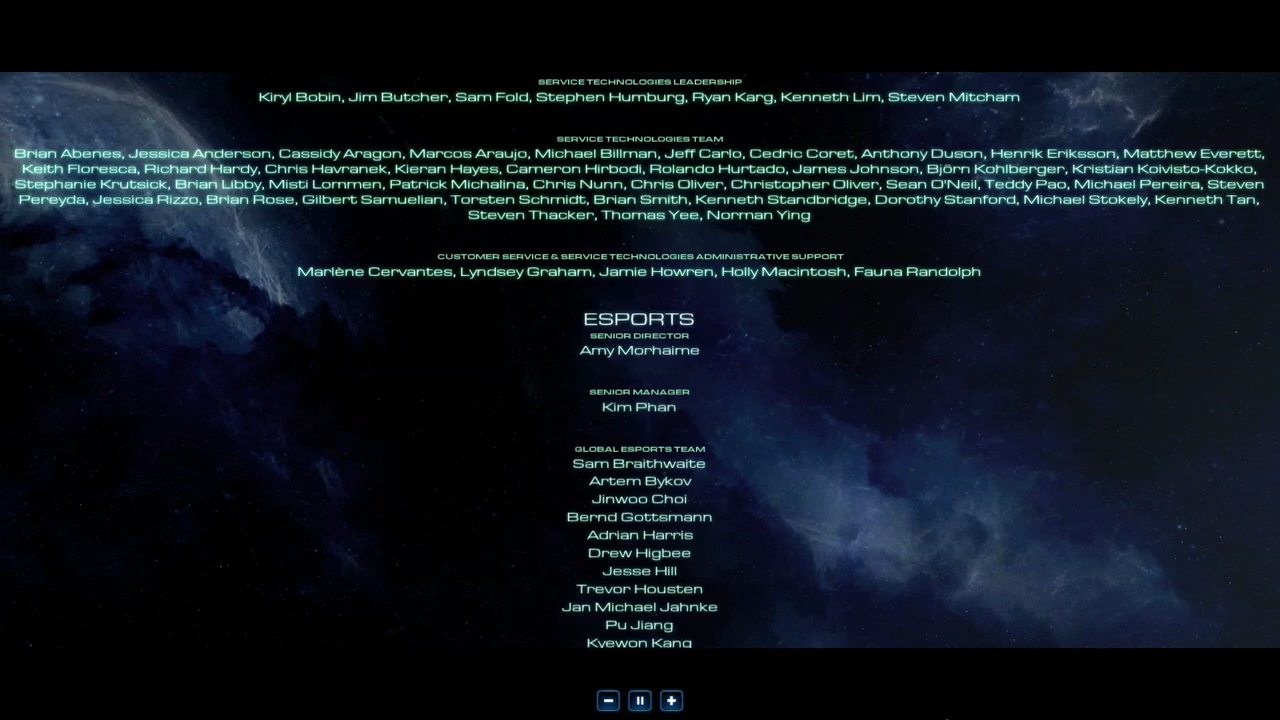 SERVICE TECHNOLOGIES LEADERSHIP
Kiryl Bobin, Jim Butcher, Sam Fold, Stephen Humburg, Ryan Karg, Kenneth Lim, Steven Mitcham
SERVICE TECHNOLOGIES TEAM
Brian Abenes, Jessica Anderson, Cassidy Aragon, Marcos Araujo, Michael Billman, Jeff Carlo, Cedric Coret, Anthony Duson, Henrik Eriksson, Matthew Everett,
Keith Floresca, Richard Hardy, Chris Havranek, Kieran Hayes, Cameron Hirbodi, Rolando Hurtado, James Johnson, Björn Kohlberger, Kristian Koivisto-Kokko,
Stephanie Krutsick, Brian Libby, Misti Lommen, Patrick Michalina, Chris Nunn, Chris Oliver, Christopher Oliver, Sean O'Neil, Teddy Pao, Michael Pereira, Steven
Pereyda, Jessica Rizzo, Brian Rose, Gilbert Samuelian, Torsten Schmidt, Brian Smith, Kenneth Standbridge, Dorothy Stanford, Michael Stokely, Kenneth Tan,
Steven Thacker, Thomas Yee, Norman Ying
CUSTOMER SERVICE & SERVICE TECHNOLOGIES ADMINISTRATIVE SUPPORT
Marlène Cervantes, Lyndsey Graham, Jamie Howren, Holly Macintosh, Fauna Randolph
ESPORTS
SENIOR DIRECTOR
Amy Morhaime
SENIOR MANAGER
Kim Phan
GLOBAL ESPORTS TEAM
Sam Braithwaite
Artem Bykov
Jinwoo Choi
Bernd Gottsmann
Adrian Harris
Drew Higbee
Jesse Hill
Trevor Housten
Jan Michael Jahnke
Pu Jiang
Kyewon Kang